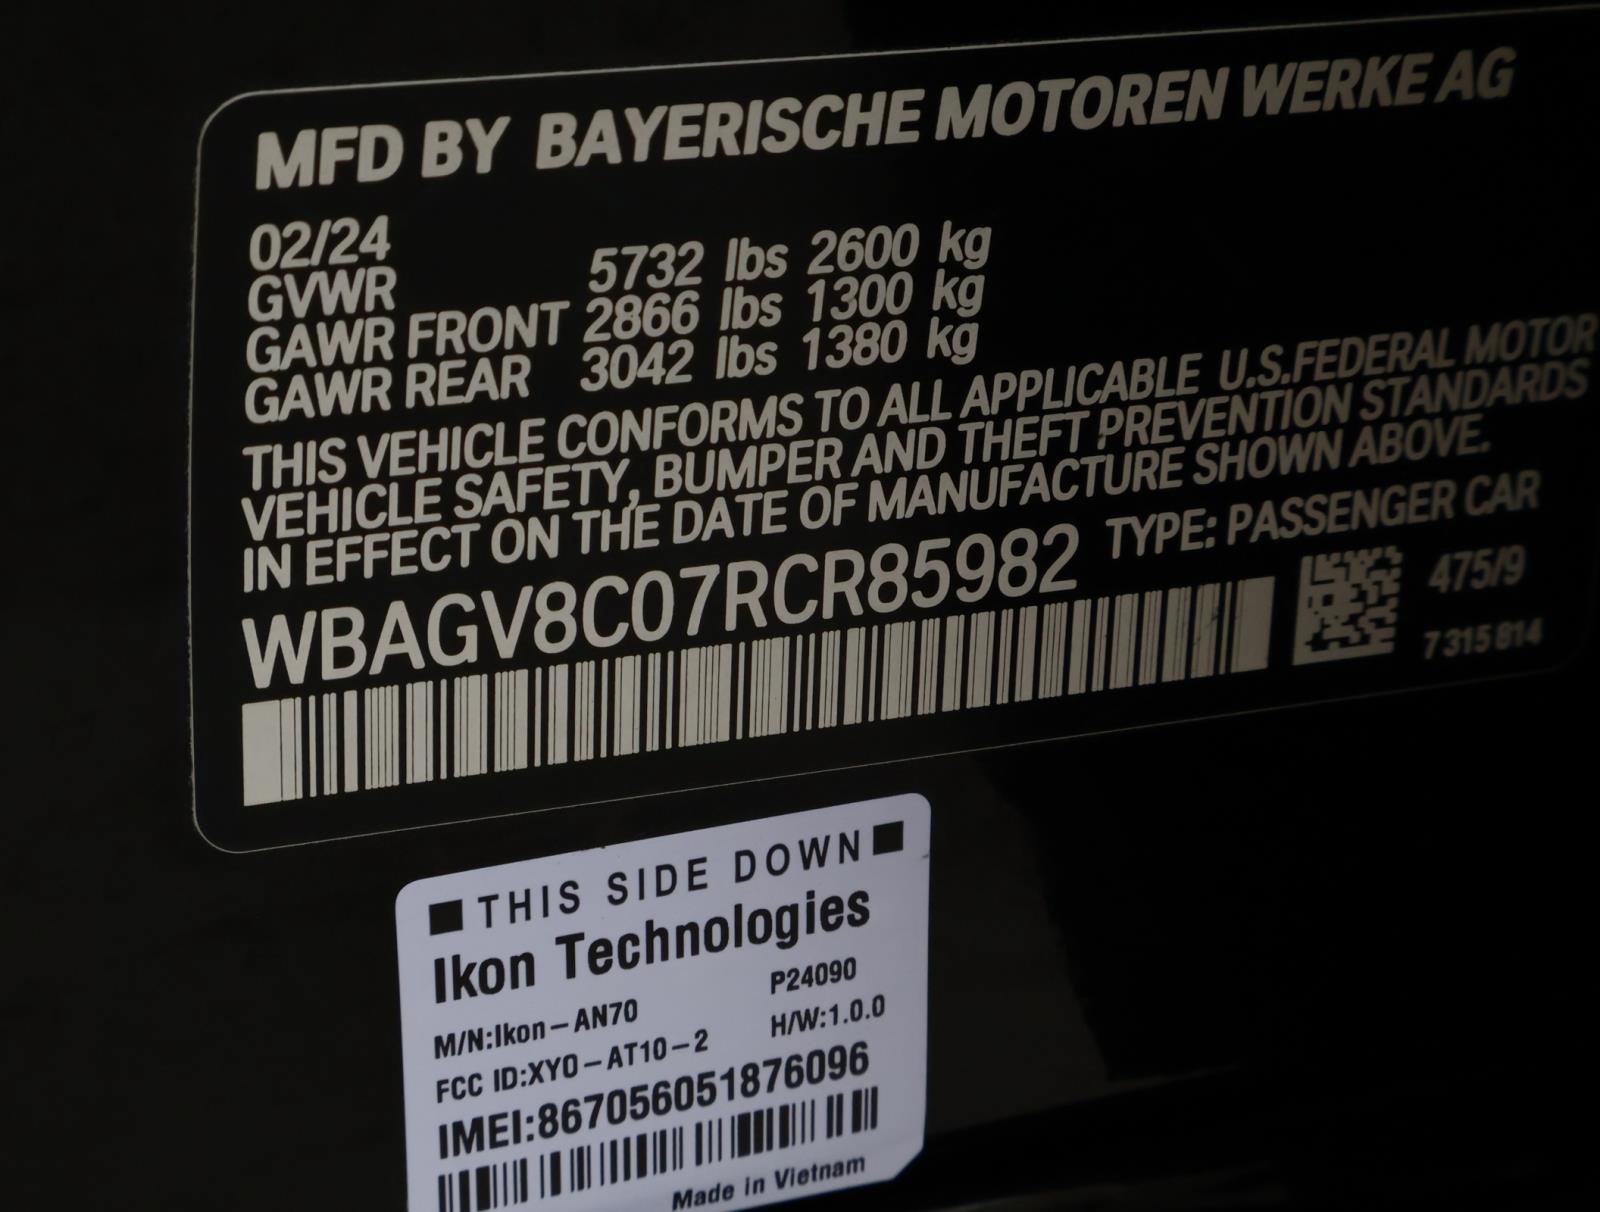 MFD BY BAYERISCHE MOTOREN WERKE AG
02/24
GVWR 5732 lbs 2600 kg
GAWR FRONT 2866 lbs 1300 kg
GAWR REAR 3042 lbs 1380 kg
THIS VEHICLE CONFORMS TO ALL APPLICABLE U.S.FEDERAL MOTOR
VEHICLE SAFETY, BUMPER AND THEFT PREVENTION STANDARDS
IN EFFECT ON THE DATE OF MANUFACTURE SHOWN ABOVE.
WBAGV8C07RCR85982 TYPE: PASSENGER CAR
475/9
7315814
THIS SIDE DOWN
Ikon Technologies
P24090
M/N:Ikon-AN70
H/W:1.0.0
FCC ID:XYO-AT10-2
IMEI:867056051876096
Made in Vietnam